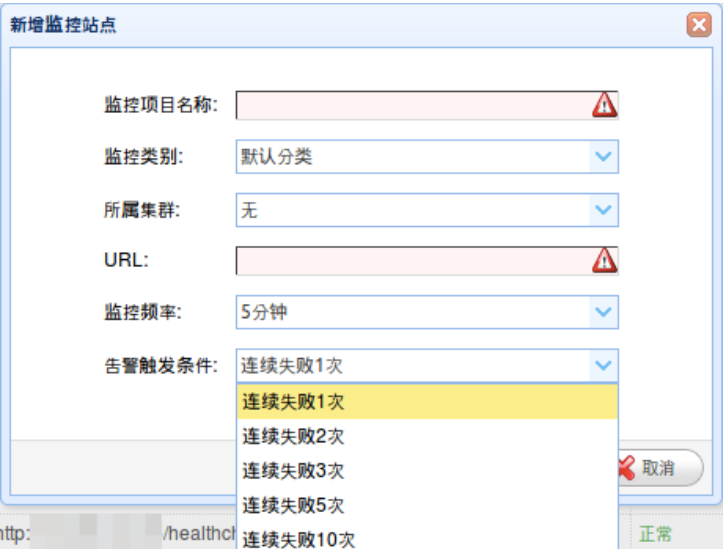 新增监控站点
监控项目名称:
监控类别: 默认分类
所属集群: 无
URL:
监控频率: 5分钟
告警触发条件: 连续失败1次
连续失败1次
连续失败2次
连续失败3次
取消
连续失败5次
/healthch 正常
连续失败10次